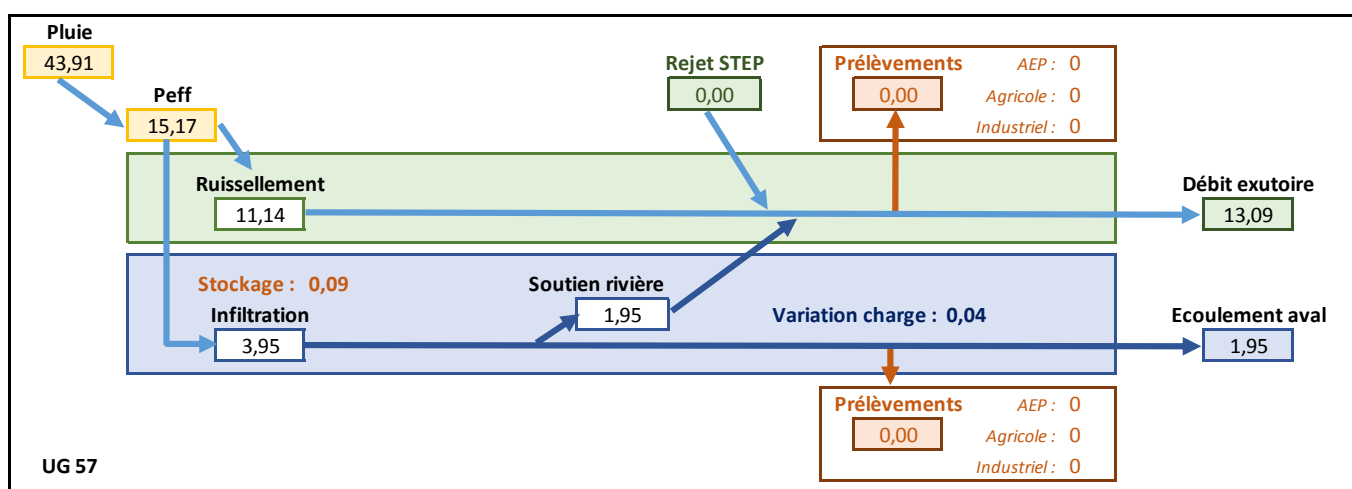 Pluie
43,91
Peff
15,17
Rejet STEP
0,00
Prélèvements
0,00
AEP : 0
Agricole : 0
Industriel : 0
Ruissellement
11,14
Débit exutoire
13,09
Stockage : 0,09
Infiltration
3,95
Soutien rivière
1,95
Variation charge : 0,04
Ecoulement aval
1,95
Prélèvements
0,00
AEP : 0
Agricole : 0
Industriel : 0
UG 57